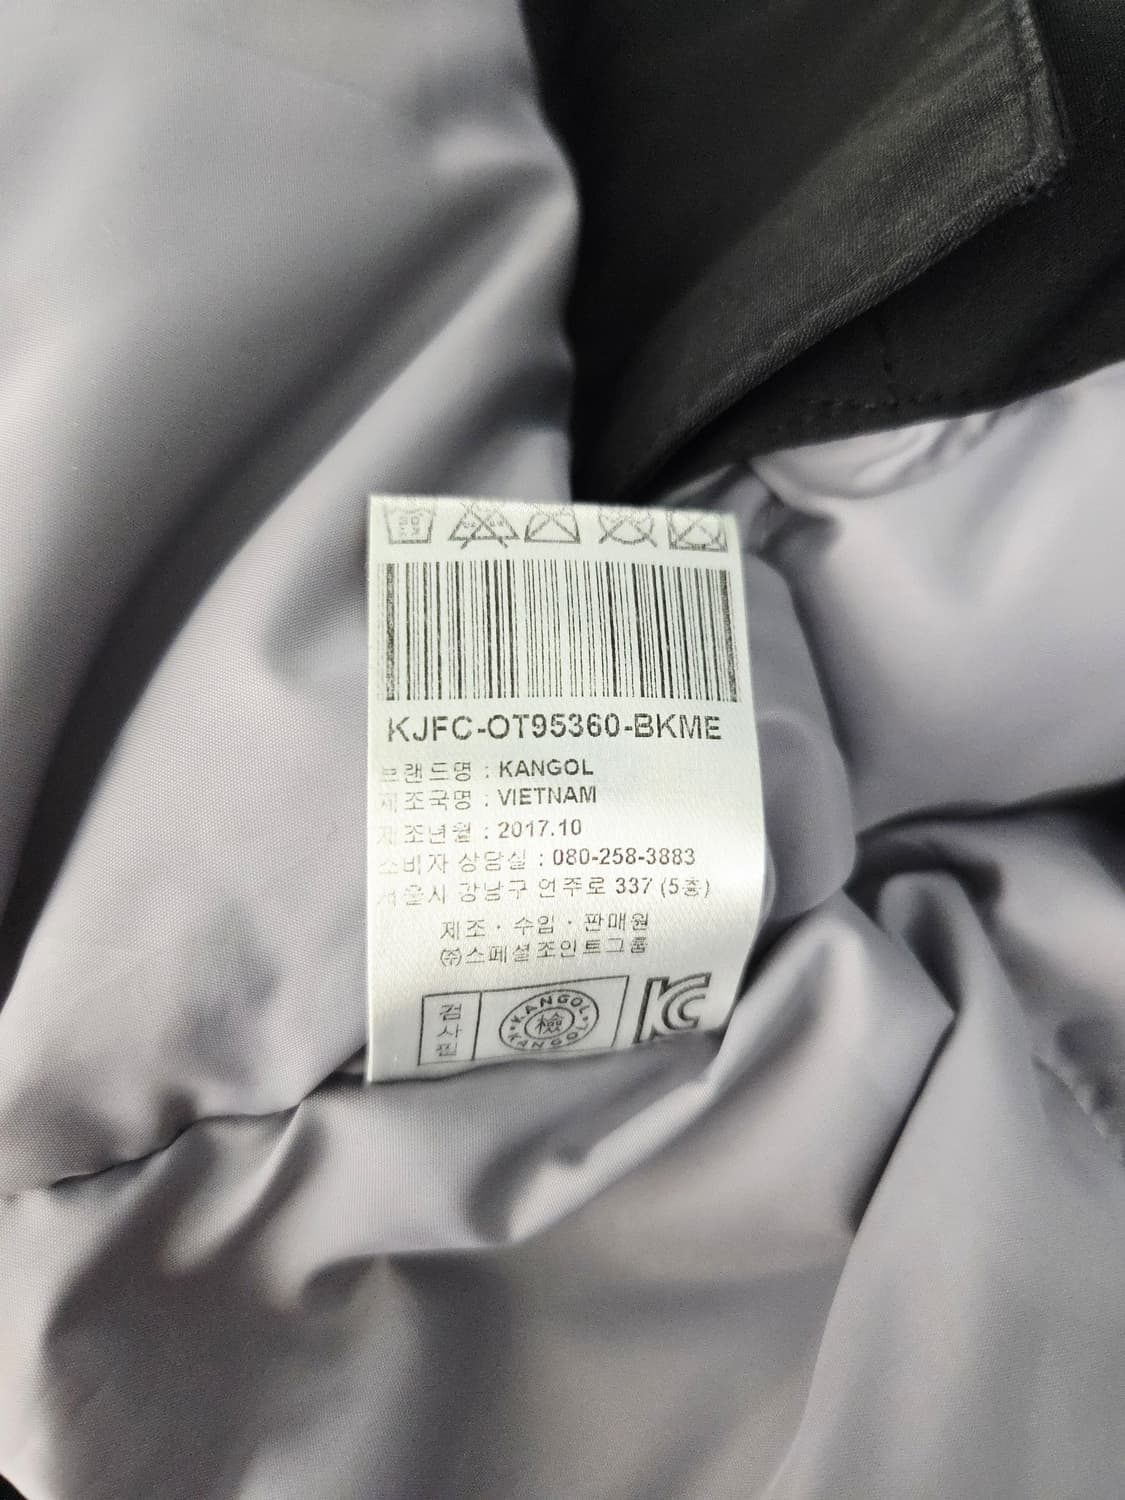 KJFC-OT95360-BKME
브랜드명 : KANGOL
제조국명 : VIETNAM
제조년월 : 2017.10
소비자 상담실 : 080-258-3883
서울시 강남구 언주로 337 (5층)
제조 · 수입 · 판매원
㈜스페셜조인트그룹
검사필
KANGOL 檢 KANGOL
KC